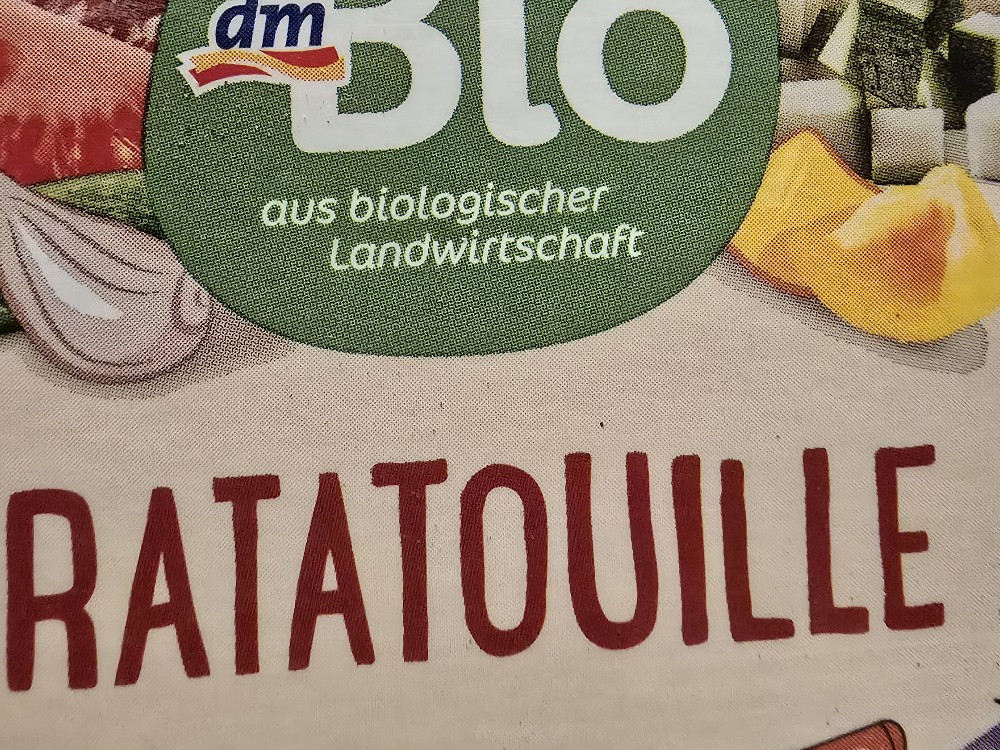 dm
Bio
aus biologischer
Landwirtschaft
RATATOUILLE